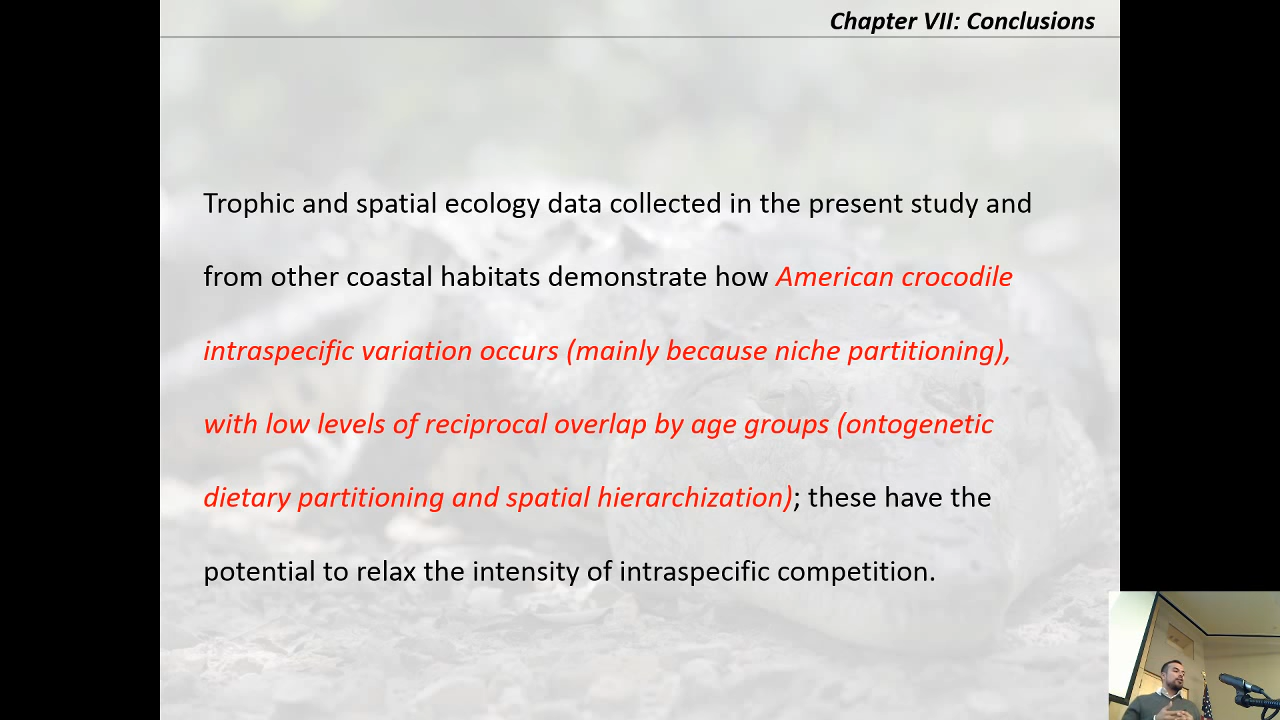 Chapter VII: Conclusions
Trophic and spatial ecology data collected in the present study and
from other coastal habitats demonstrate how American crocodile
intraspecific variation occurs (mainly because niche partitioning),
with low levels of reciprocal overlap by age groups (ontogenetic
dietary partitioning and spatial hierarchization); these have the
potential to relax the intensity of intraspecific competition.